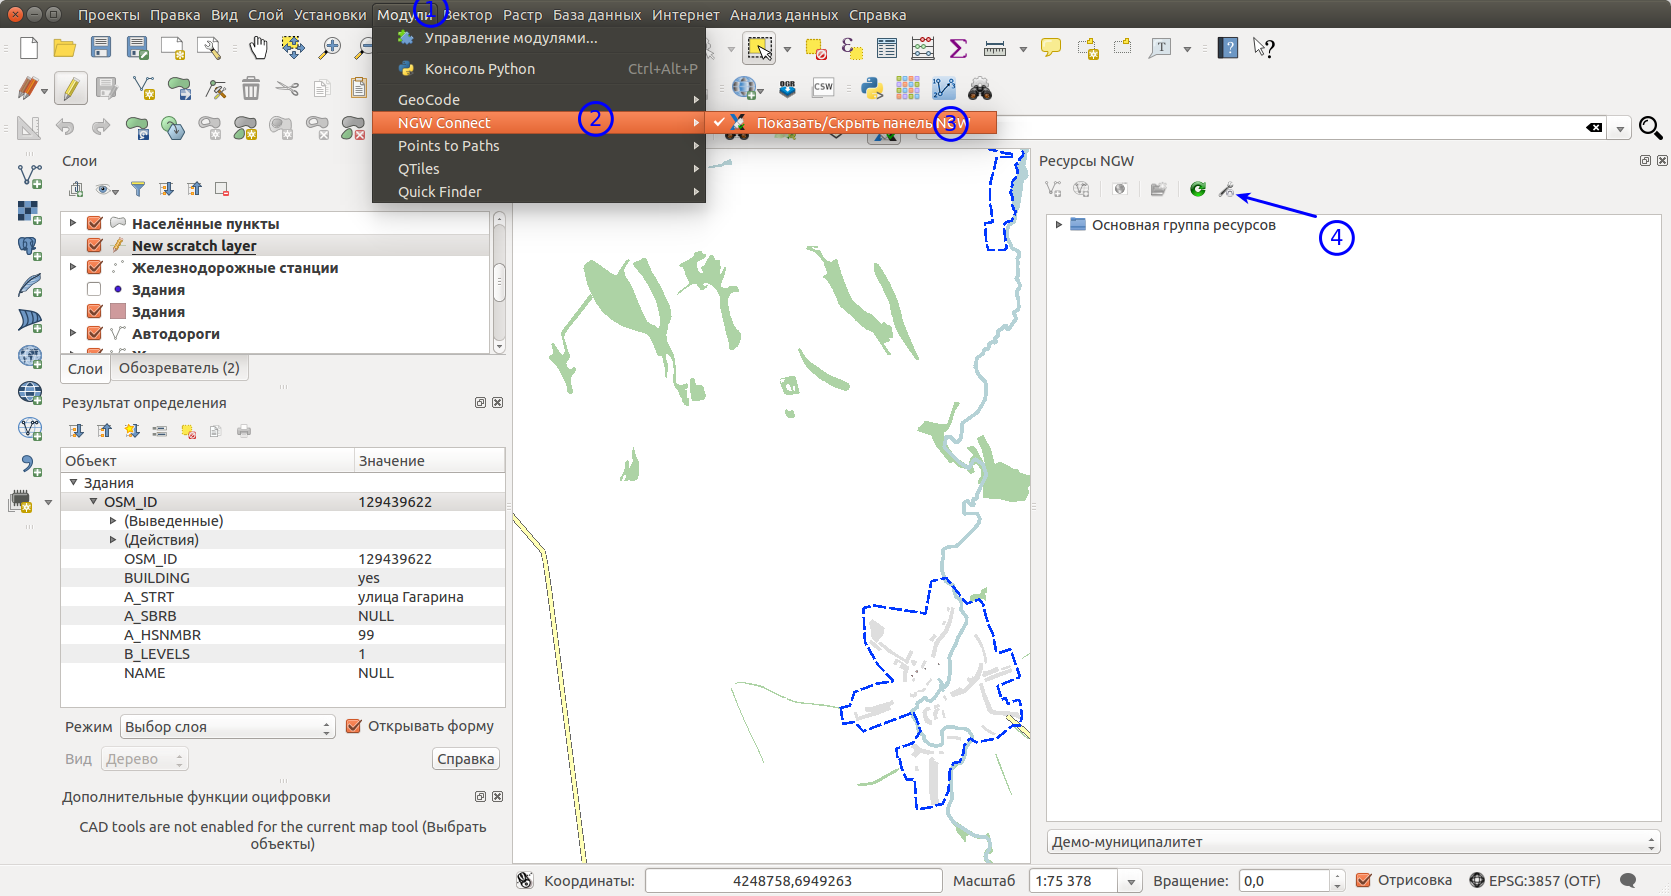 Проекты Правка Вид Слой Установки Модули Вектор Растр База данных Интернет Анализ данных Справка
1
Управление модулями...
Консоль Python Ctrl+Alt+P
GeoCode
NGW Connect
2
Показать/Скрыть панель NGW
3
Points to Paths
QTiles
Quick Finder
CSW
Слои
Населённые пункты
New scratch layer
Железнодорожные станции
Здания
Здания
Автодороги
Слои Обозреватель (2)
Результат определения
Объект Значение
Здания
OSM_ID 129439622
(Выведенные)
(Действия)
OSM_ID 129439622
BUILDING yes
A_STRT улица Гагарина
A_SBRB NULL
A_HSNMBR 99
B_LEVELS 1
NAME NULL
Режим Выбор слоя Открывать форму
Вид Дерево Справка
Дополнительные функции оцифровки
CAD tools are not enabled for the current map tool (Выбрать
объекты)
Ресурсы NGW
4
Основная группа ресурсов
Демо-муниципалитет
Координаты: 4248758,6949263 Масштаб 1:75 378 Вращение: 0,0 Отрисовка EPSG:3857 (OTF)